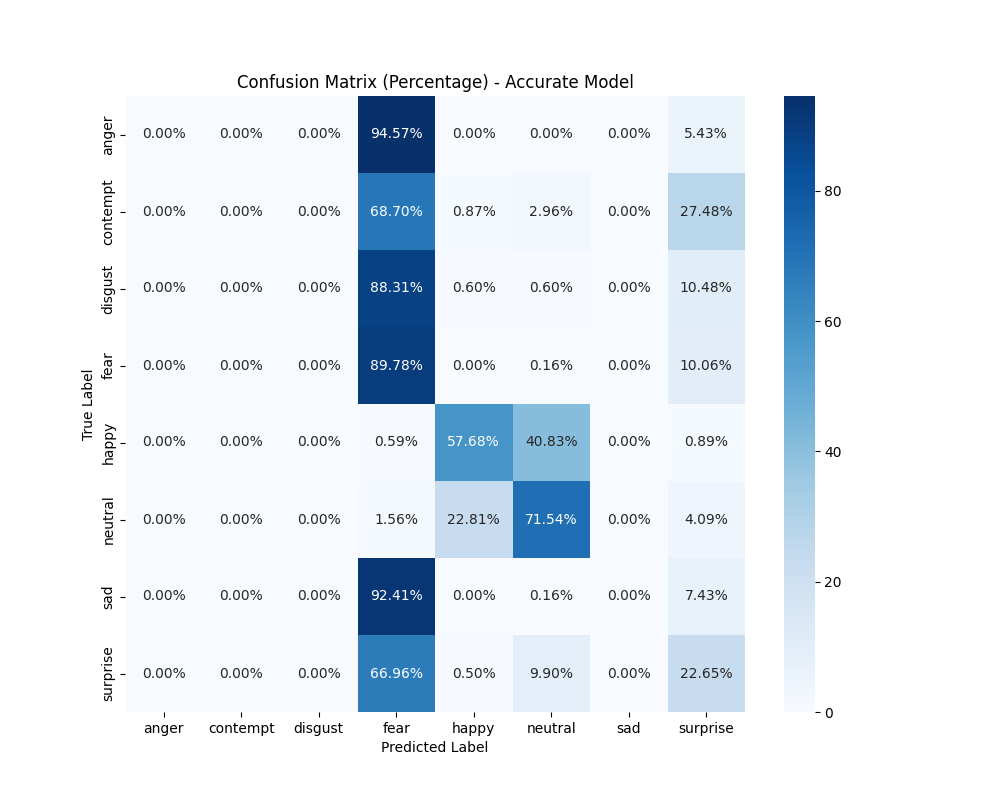 Confusion Matrix (Percentage) - Accurate Model
True Label
anger 0.00% 0.00% 0.00% 94.57% 0.00% 0.00% 0.00% 5.43%
contempt 0.00% 0.00% 0.00% 68.70% 0.87% 2.96% 0.00% 27.48%
disgust 0.00% 0.00% 0.00% 88.31% 0.60% 0.60% 0.00% 10.48%
fear 0.00% 0.00% 0.00% 89.78% 0.00% 0.16% 0.00% 10.06%
happy 0.00% 0.00% 0.00% 0.59% 57.68% 40.83% 0.00% 0.89%
neutral 0.00% 0.00% 0.00% 1.56% 22.81% 71.54% 0.00% 4.09%
sad 0.00% 0.00% 0.00% 92.41% 0.00% 0.16% 0.00% 7.43%
surprise 0.00% 0.00% 0.00% 66.96% 0.50% 9.90% 0.00% 22.65%
anger contempt disgust fear happy neutral sad surprise
Predicted Label
80
60
40
20
0